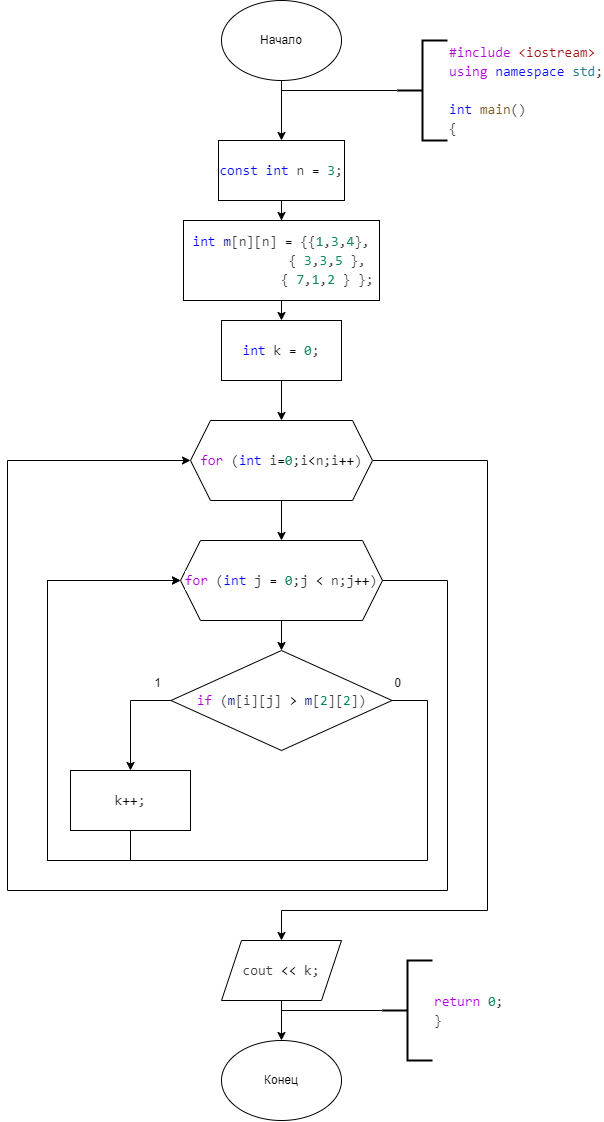 Начало
#include <iostream>
using namespace std;
int main()
{
const int n = 3;
int m[n][n] = {{1,3,4},
{ 3,3,5 },
{ 7,1,2 } };
int k = 0;
for (int i=0;i<n;i++)
for (int j = 0;j < n;j++)
1
0
if (m[i][j] > m[2][2])
k++;
cout << k;
return 0;
}
Конец